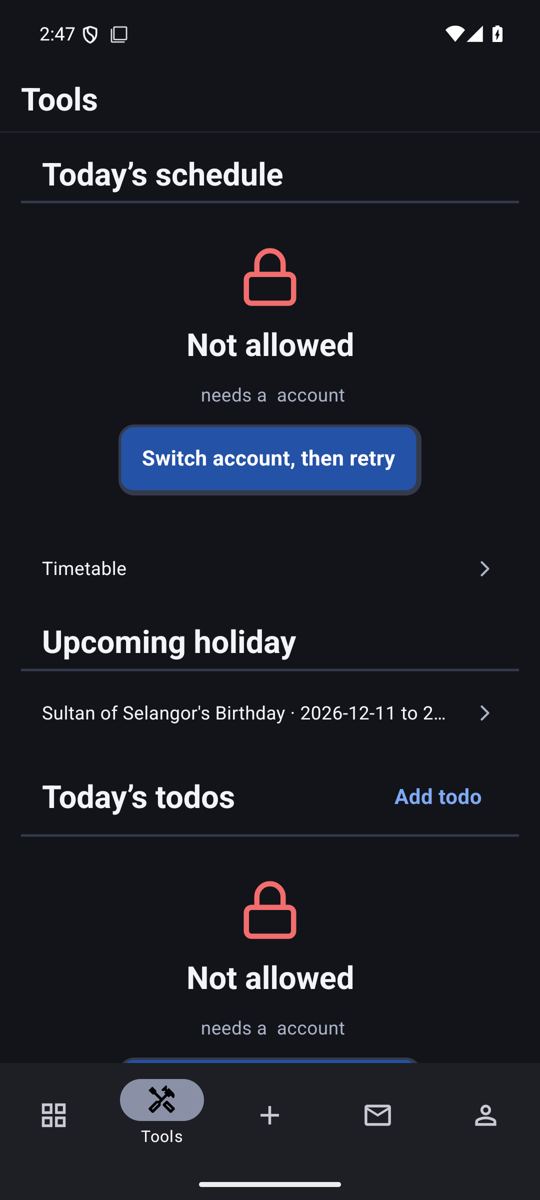 2:47
Tools
Today’s schedule
Not allowed
needs a  account
Switch account, then retry
Timetable
Upcoming holiday
Sultan of Selangor's Birthday · 2026-12-11 to 2…
Today’s todos
Add todo
Not allowed
needs a  account
Tools